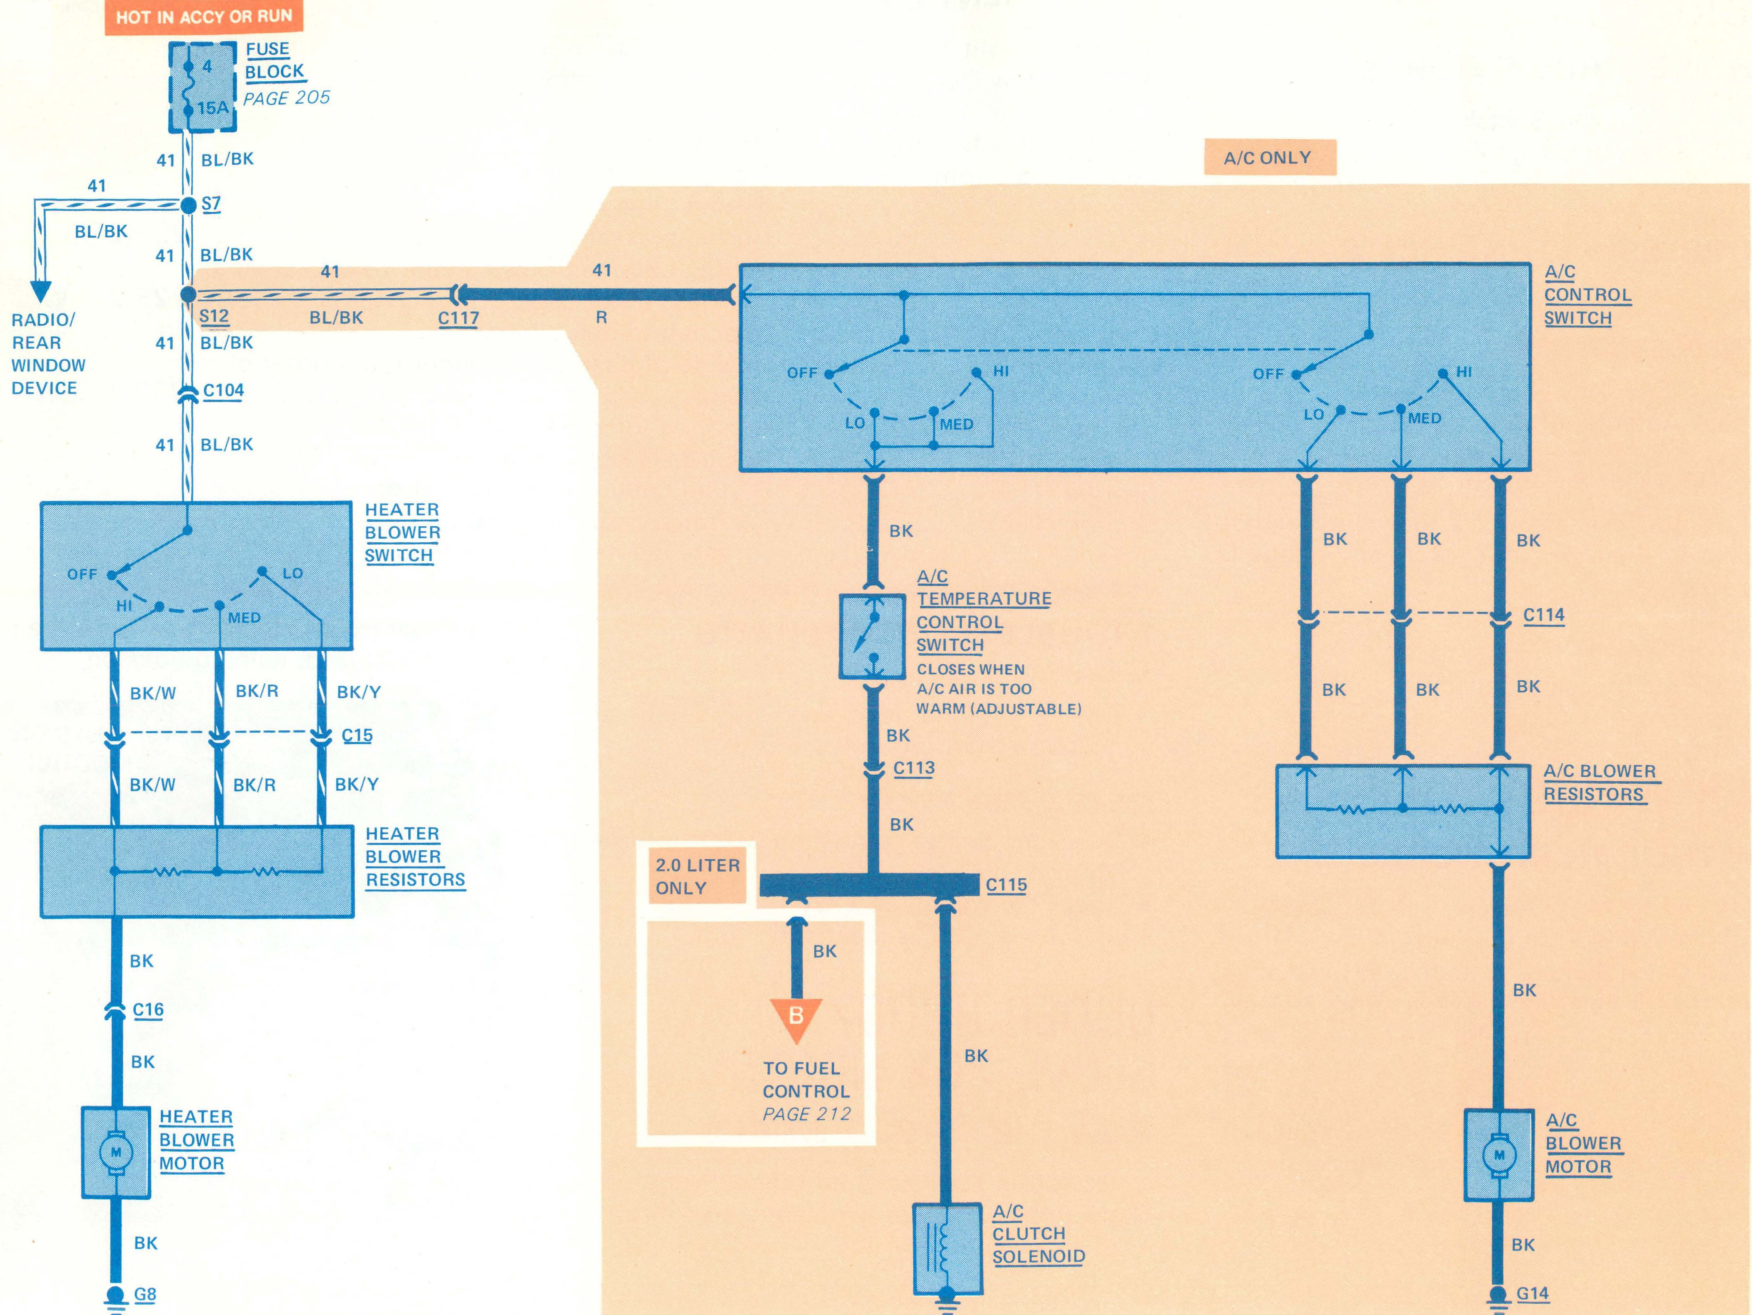 HOT IN ACCY OR RUN
FUSE
BLOCK
PAGE 205
4
15A
41 BL/BK
41
S7
BL/BK
41 BL/BK
RADIO/
REAR
WINDOW
DEVICE
41
BL/BK
S12
C117
41
R
41 BL/BK
C104
41 BL/BK
HEATER
BLOWER
SWITCH
OFF
HI
MED
LO
BK/W
BK/R
BK/Y
C15
BK/W
BK/R
BK/Y
HEATER
BLOWER
RESISTORS
BK
C16
BK
HEATER
BLOWER
MOTOR
M
BK
G8
A/C ONLY
A/C
CONTROL
SWITCH
OFF
LO
MED
HI
OFF
LO
MED
HI
BK
A/C
TEMPERATURE
CONTROL
SWITCH
CLOSES WHEN
A/C AIR IS TOO
WARM (ADJUSTABLE)
BK
C113
BK
2.0 LITER
ONLY
C115
BK
B
TO FUEL
CONTROL
PAGE 212
BK
A/C
CLUTCH
SOLENOID
BK
BK
BK
C114
BK
BK
BK
A/C BLOWER
RESISTORS
BK
A/C
BLOWER
MOTOR
M
BK
G14